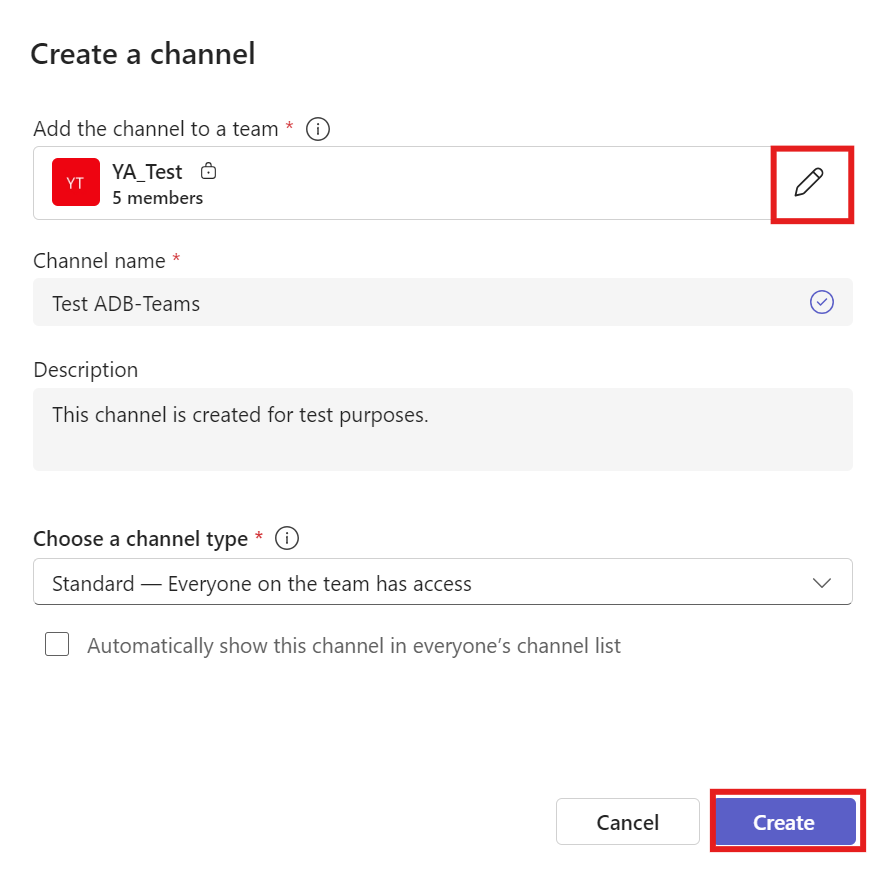 Create a channel
Add the channel to a team *
YT
YA_Test
5 members
Channel name *
Test ADB-Teams
Description
This channel is created for test purposes.
Choose a channel type *
Standard — Everyone on the team has access
Automatically show this channel in everyone’s channel list
Cancel
Create